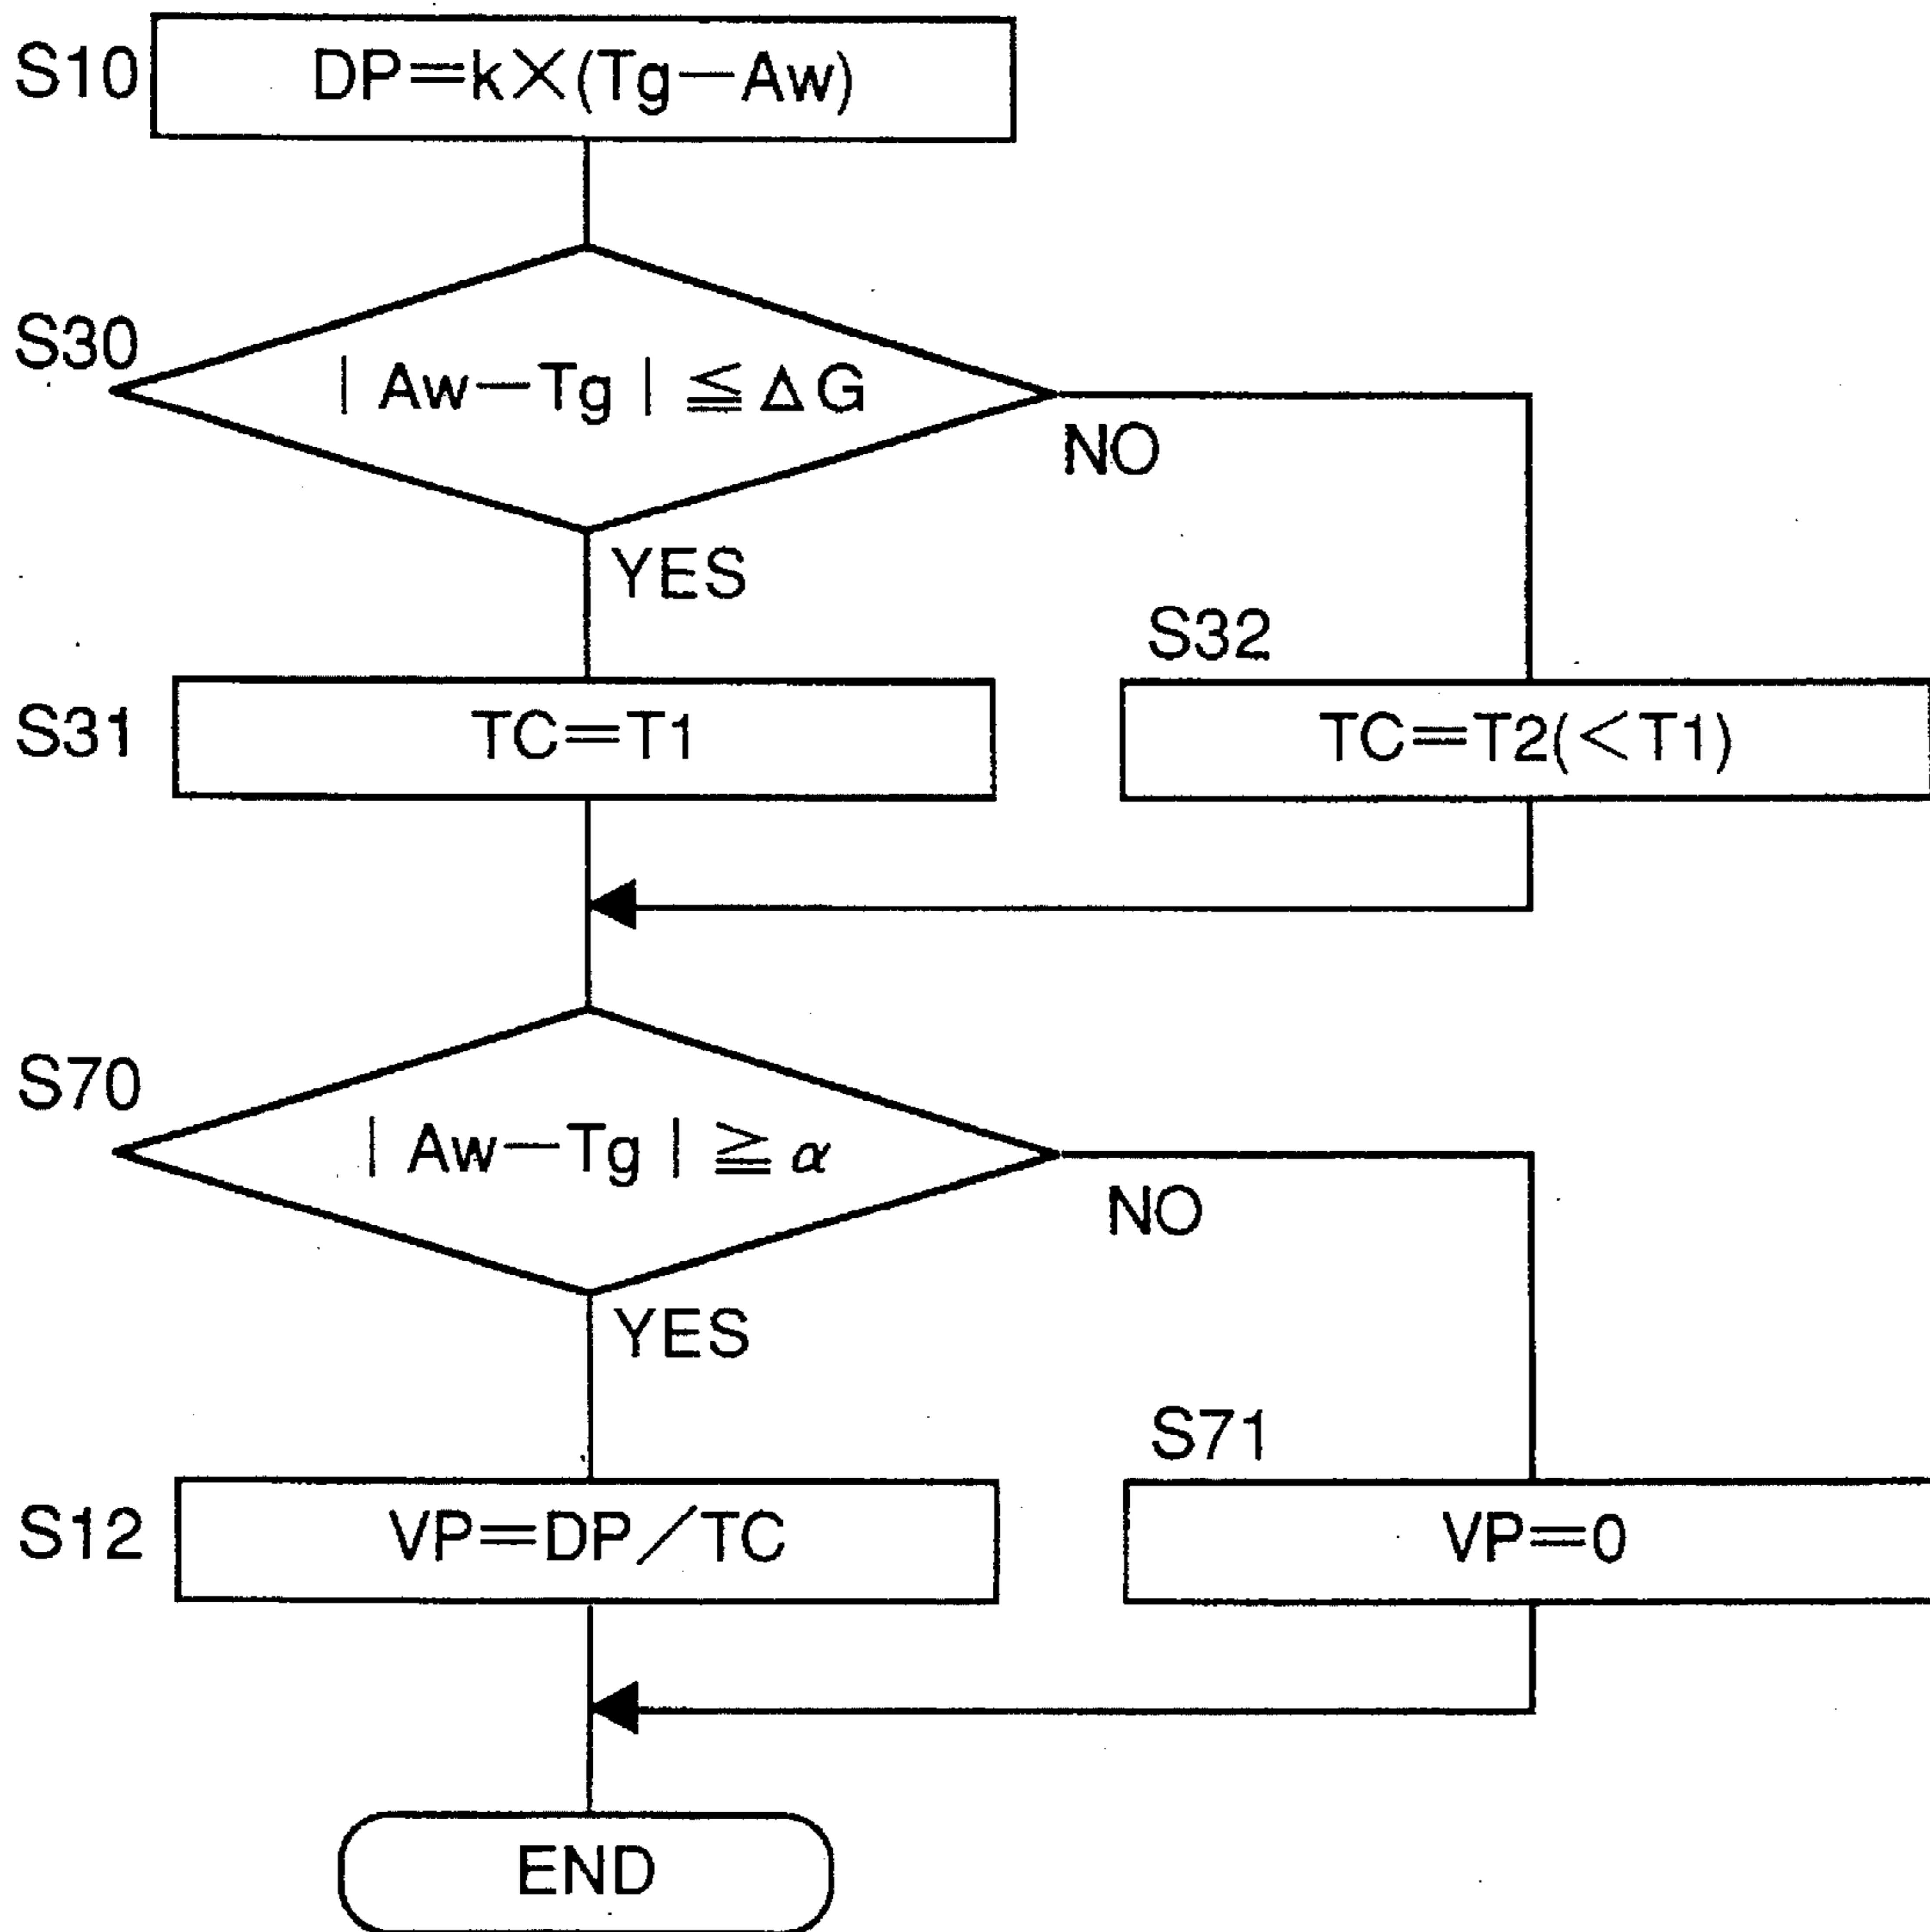 S10
DP=k×(Tg−Aw)
S30
| Aw−Tg | ≦ ΔG
NO
YES
S32
S31
TC=T1
TC=T2(<T1)
S70
| Aw−Tg | ≧ α
NO
YES
S71
S12
VP=DP/TC
VP=0
END